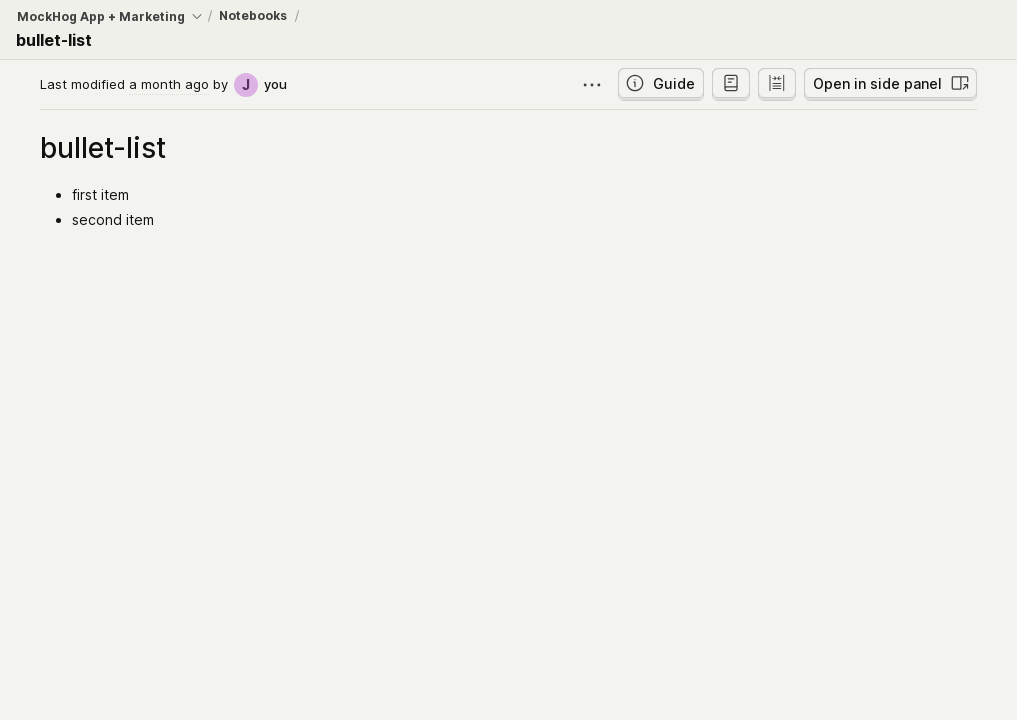 MockHog App + Marketing / Notebooks /
bullet-list
Last modified a month ago by J you
Guide
Open in side panel
bullet-list
• first item
• second item